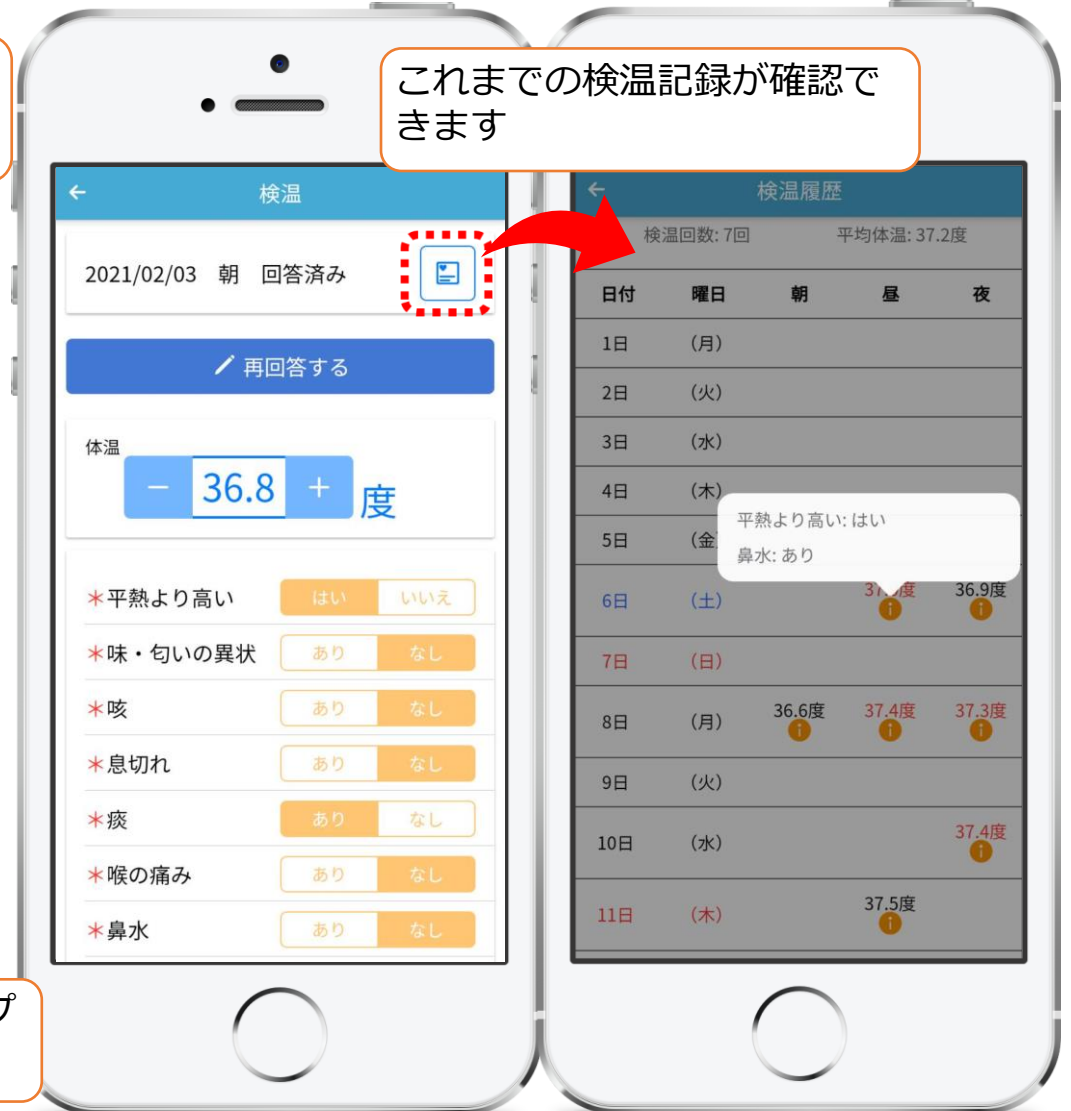 これまでの検温記録が確認で
きます
検温
2021/02/03 朝 回答済み
再回答する
体温
− 36.8 + 度
*平熱より高い はい いいえ
*味・匂いの異状 あり なし
*咳 あり なし
*息切れ あり なし
*痰 あり なし
*喉の痛み あり なし
*鼻水 あり なし
プ
検温履歴
検温回数: 7回 平均体温: 37.2度
日付 曜日 朝 昼 夜
1日 (月)
2日 (火)
3日 (水)
4日 (木)
平熱より高い: はい
鼻水: あり
5日 (金)
6日 (土) 36.9度
7日 (日)
8日 (月) 36.6度 37.4度 37.3度
9日 (火)
10日 (水) 37.4度
11日 (木) 37.5度